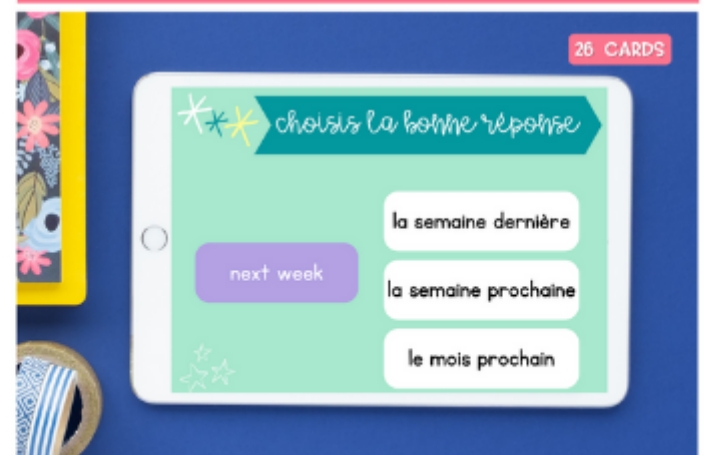 26 CARDS
choisis la bonne réponse
la semaine dernière
next week
la semaine prochaine
le mois prochain